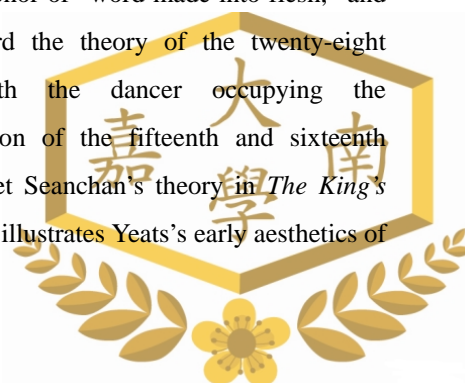 nor of "word made into flesh," and
rd the theory of the twenty-eight
th the dancer occupying the
on of the fifteenth and sixteenth
et Seanchan's theory in The King's
illustrates Yeats's early aesthetics of
大
嘉 南
學